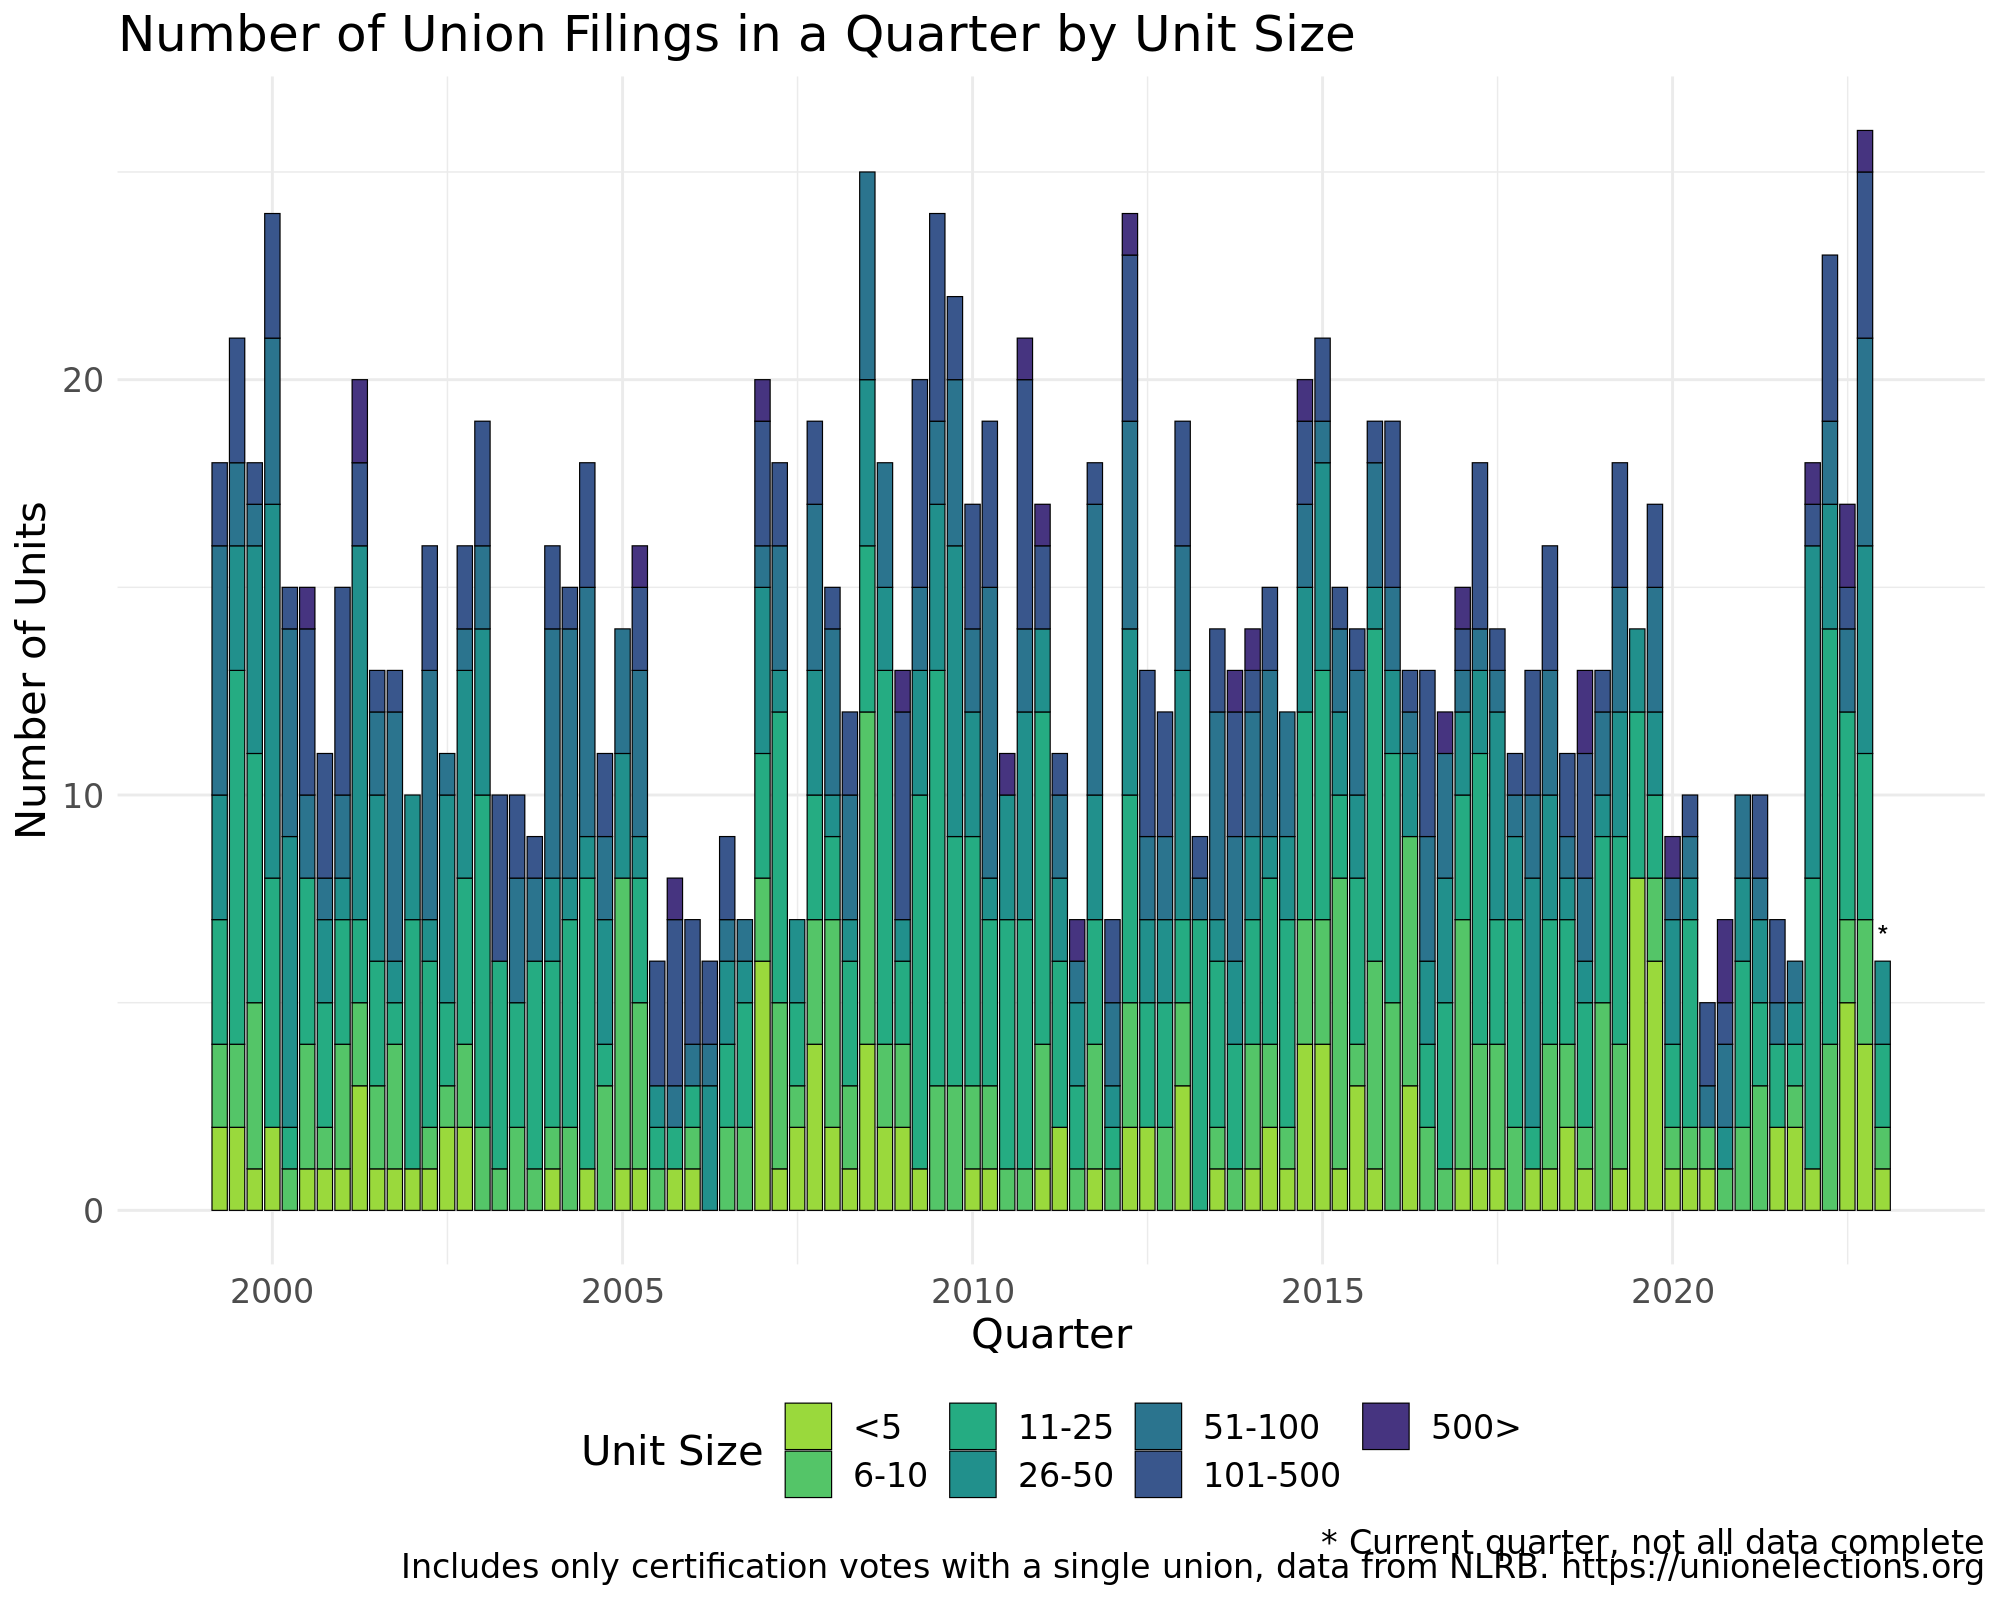 Number of Union Filings in a Quarter by Unit Size
Number of Units
20
10
0
*
2000 2005 2010 2015 2020
Quarter
Unit Size
<5 11-25 51-100 500>
6-10 26-50 101-500
* Current quarter, not all data complete
Includes only certification votes with a single union, data from NLRB. https://unionelections.org